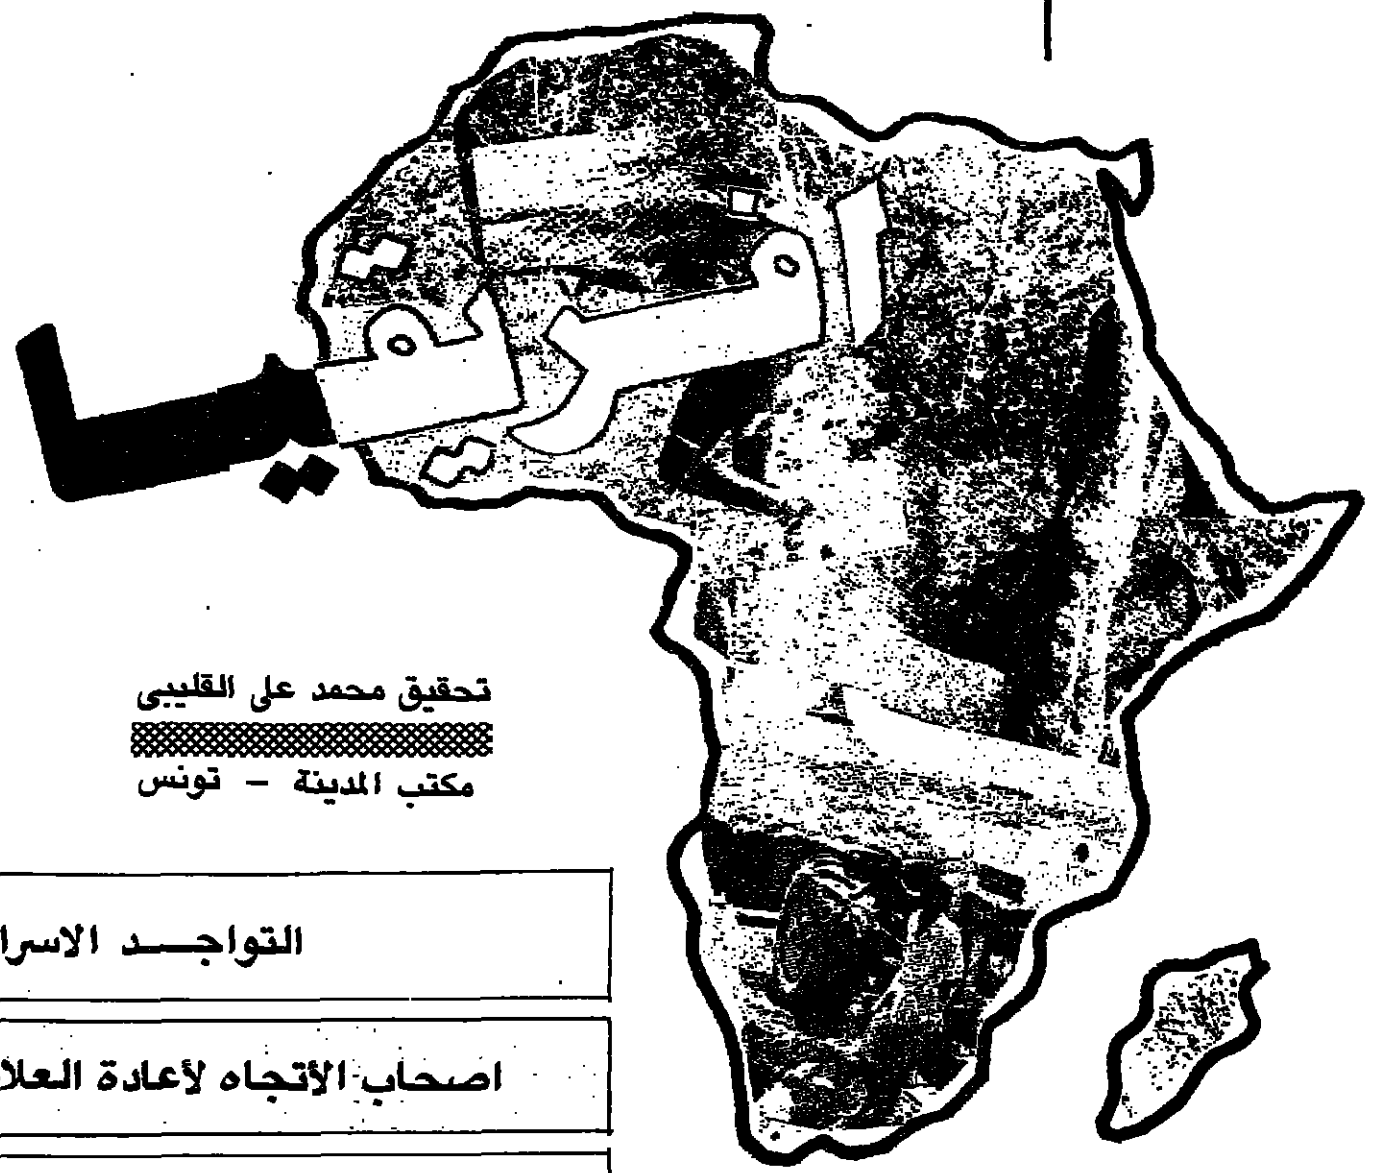 تحقيق محمد على القليبى
مكتب المدينة – تونس
التواجـــد الاسرا
اصحاب الأتجاه لأعادة العلا